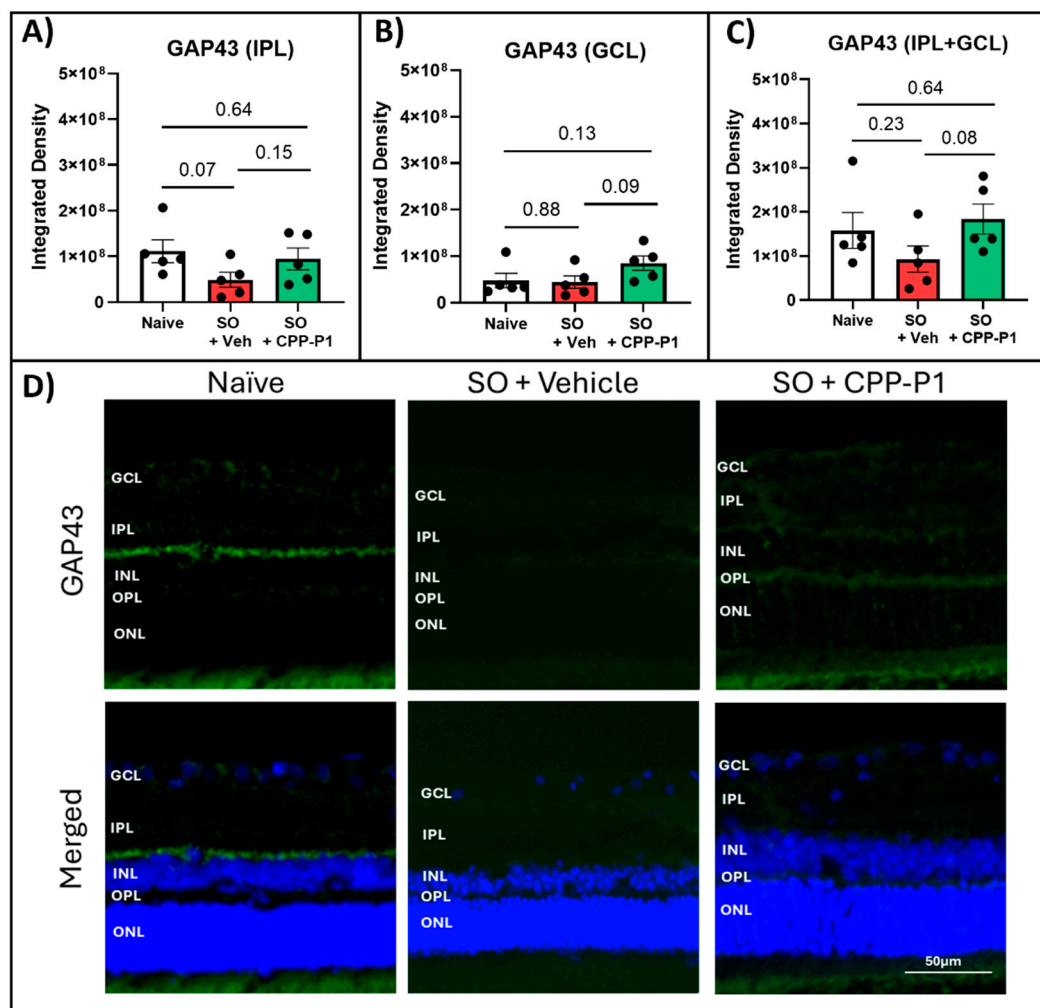 A)
GAP43 (IPL)
Integrated Density
5×10⁸
4×10⁸
3×10⁸
2×10⁸
1×10⁸
0
0.64
0.07
0.15
Naive
SO
+ Veh
SO
+ CPP-P1
B)
GAP43 (GCL)
Integrated Density
5×10⁸
4×10⁸
3×10⁸
2×10⁸
1×10⁸
0
0.13
0.88
0.09
Naive
SO
+ Veh
SO
+ CPP-P1
C)
GAP43 (IPL+GCL)
Integrated Density
5×10⁸
4×10⁸
3×10⁸
2×10⁸
1×10⁸
0
0.64
0.23
0.08
Naive
SO
+ Veh
SO
+ CPP-P1
D)
Naïve
SO + Vehicle
SO + CPP-P1
GAP43
GCL
IPL
INL
OPL
ONL
GCL
IPL
INL
OPL
ONL
GCL
IPL
INL
OPL
ONL
Merged
GCL
IPL
INL
OPL
ONL
GCL
IPL
INL
OPL
ONL
GCL
IPL
INL
OPL
ONL
50µm